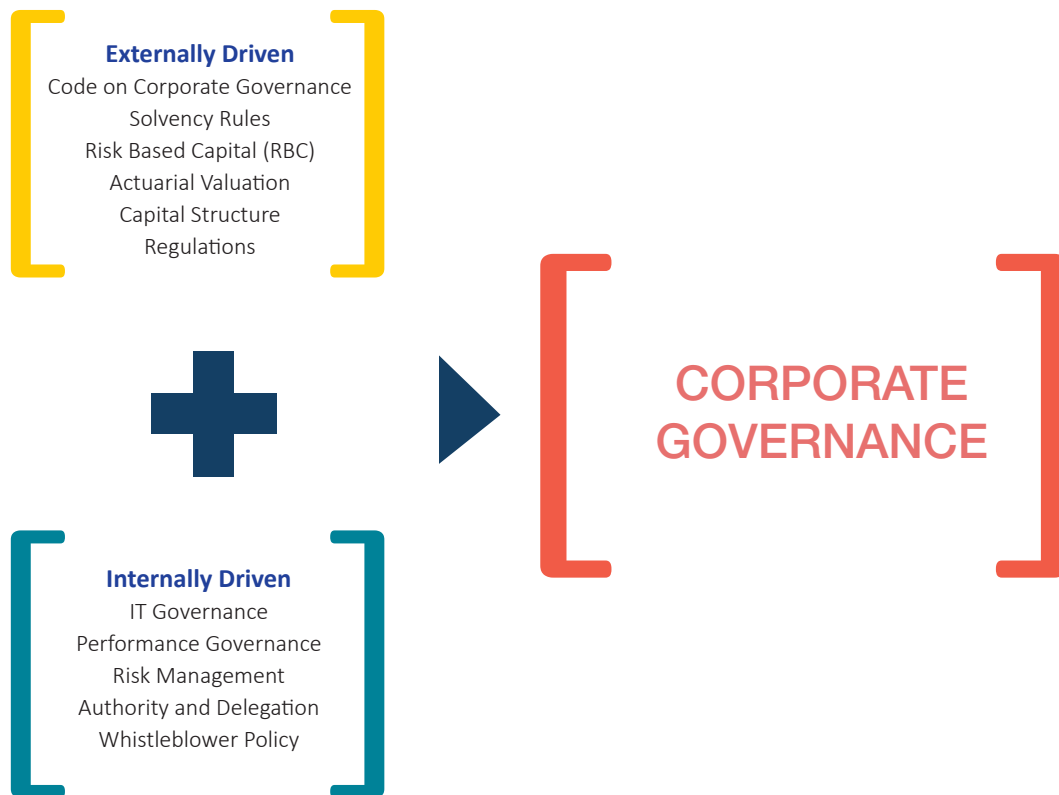 Externally Driven
Code on Corporate Governance
Solvency Rules
Risk Based Capital (RBC)
Actuarial Valuation
Capital Structure
Regulations
CORPORATE
GOVERNANCE
Internally Driven
IT Governance
Performance Governance
Risk Management
Authority and Delegation
Whistleblower Policy